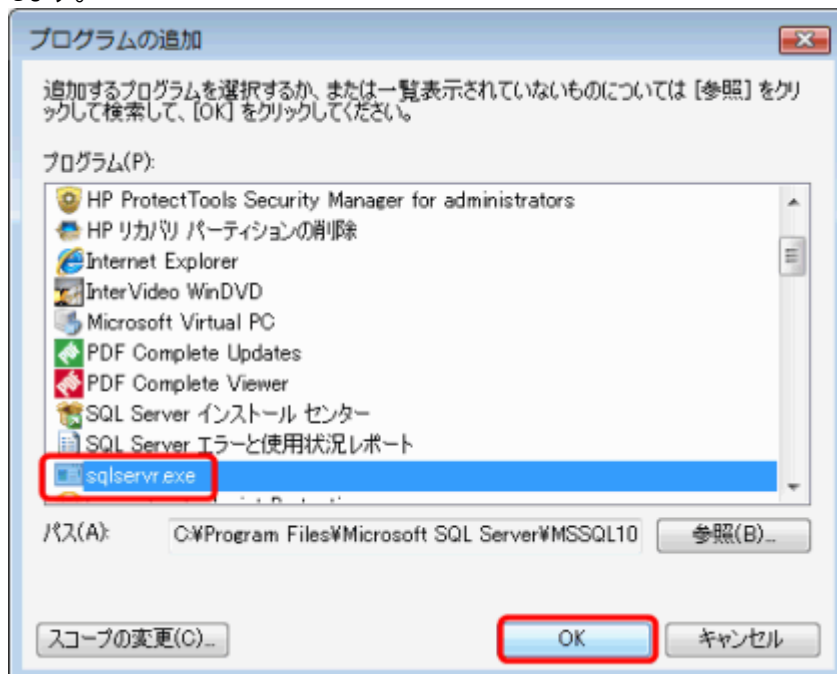 プログラムの追加
追加するプログラムを選択するか、または一覧表示されていないものについては [参照] をクリ
ックして検索して、[OK] をクリックしてください。
プログラム(P):
HP ProtectTools Security Manager for administrators
HP リカバリ パーティションの削除
Internet Explorer
InterVideo WinDVD
Microsoft Virtual PC
PDF Complete Updates
PDF Complete Viewer
SQL Server インストール センター
SQL Server エラーと使用状況レポート
sqlservr.exe
パス(A): C:¥Program Files¥Microsoft SQL Server¥MSSQL10 参照(B)...
スコープの変更(C)... OK キャンセル